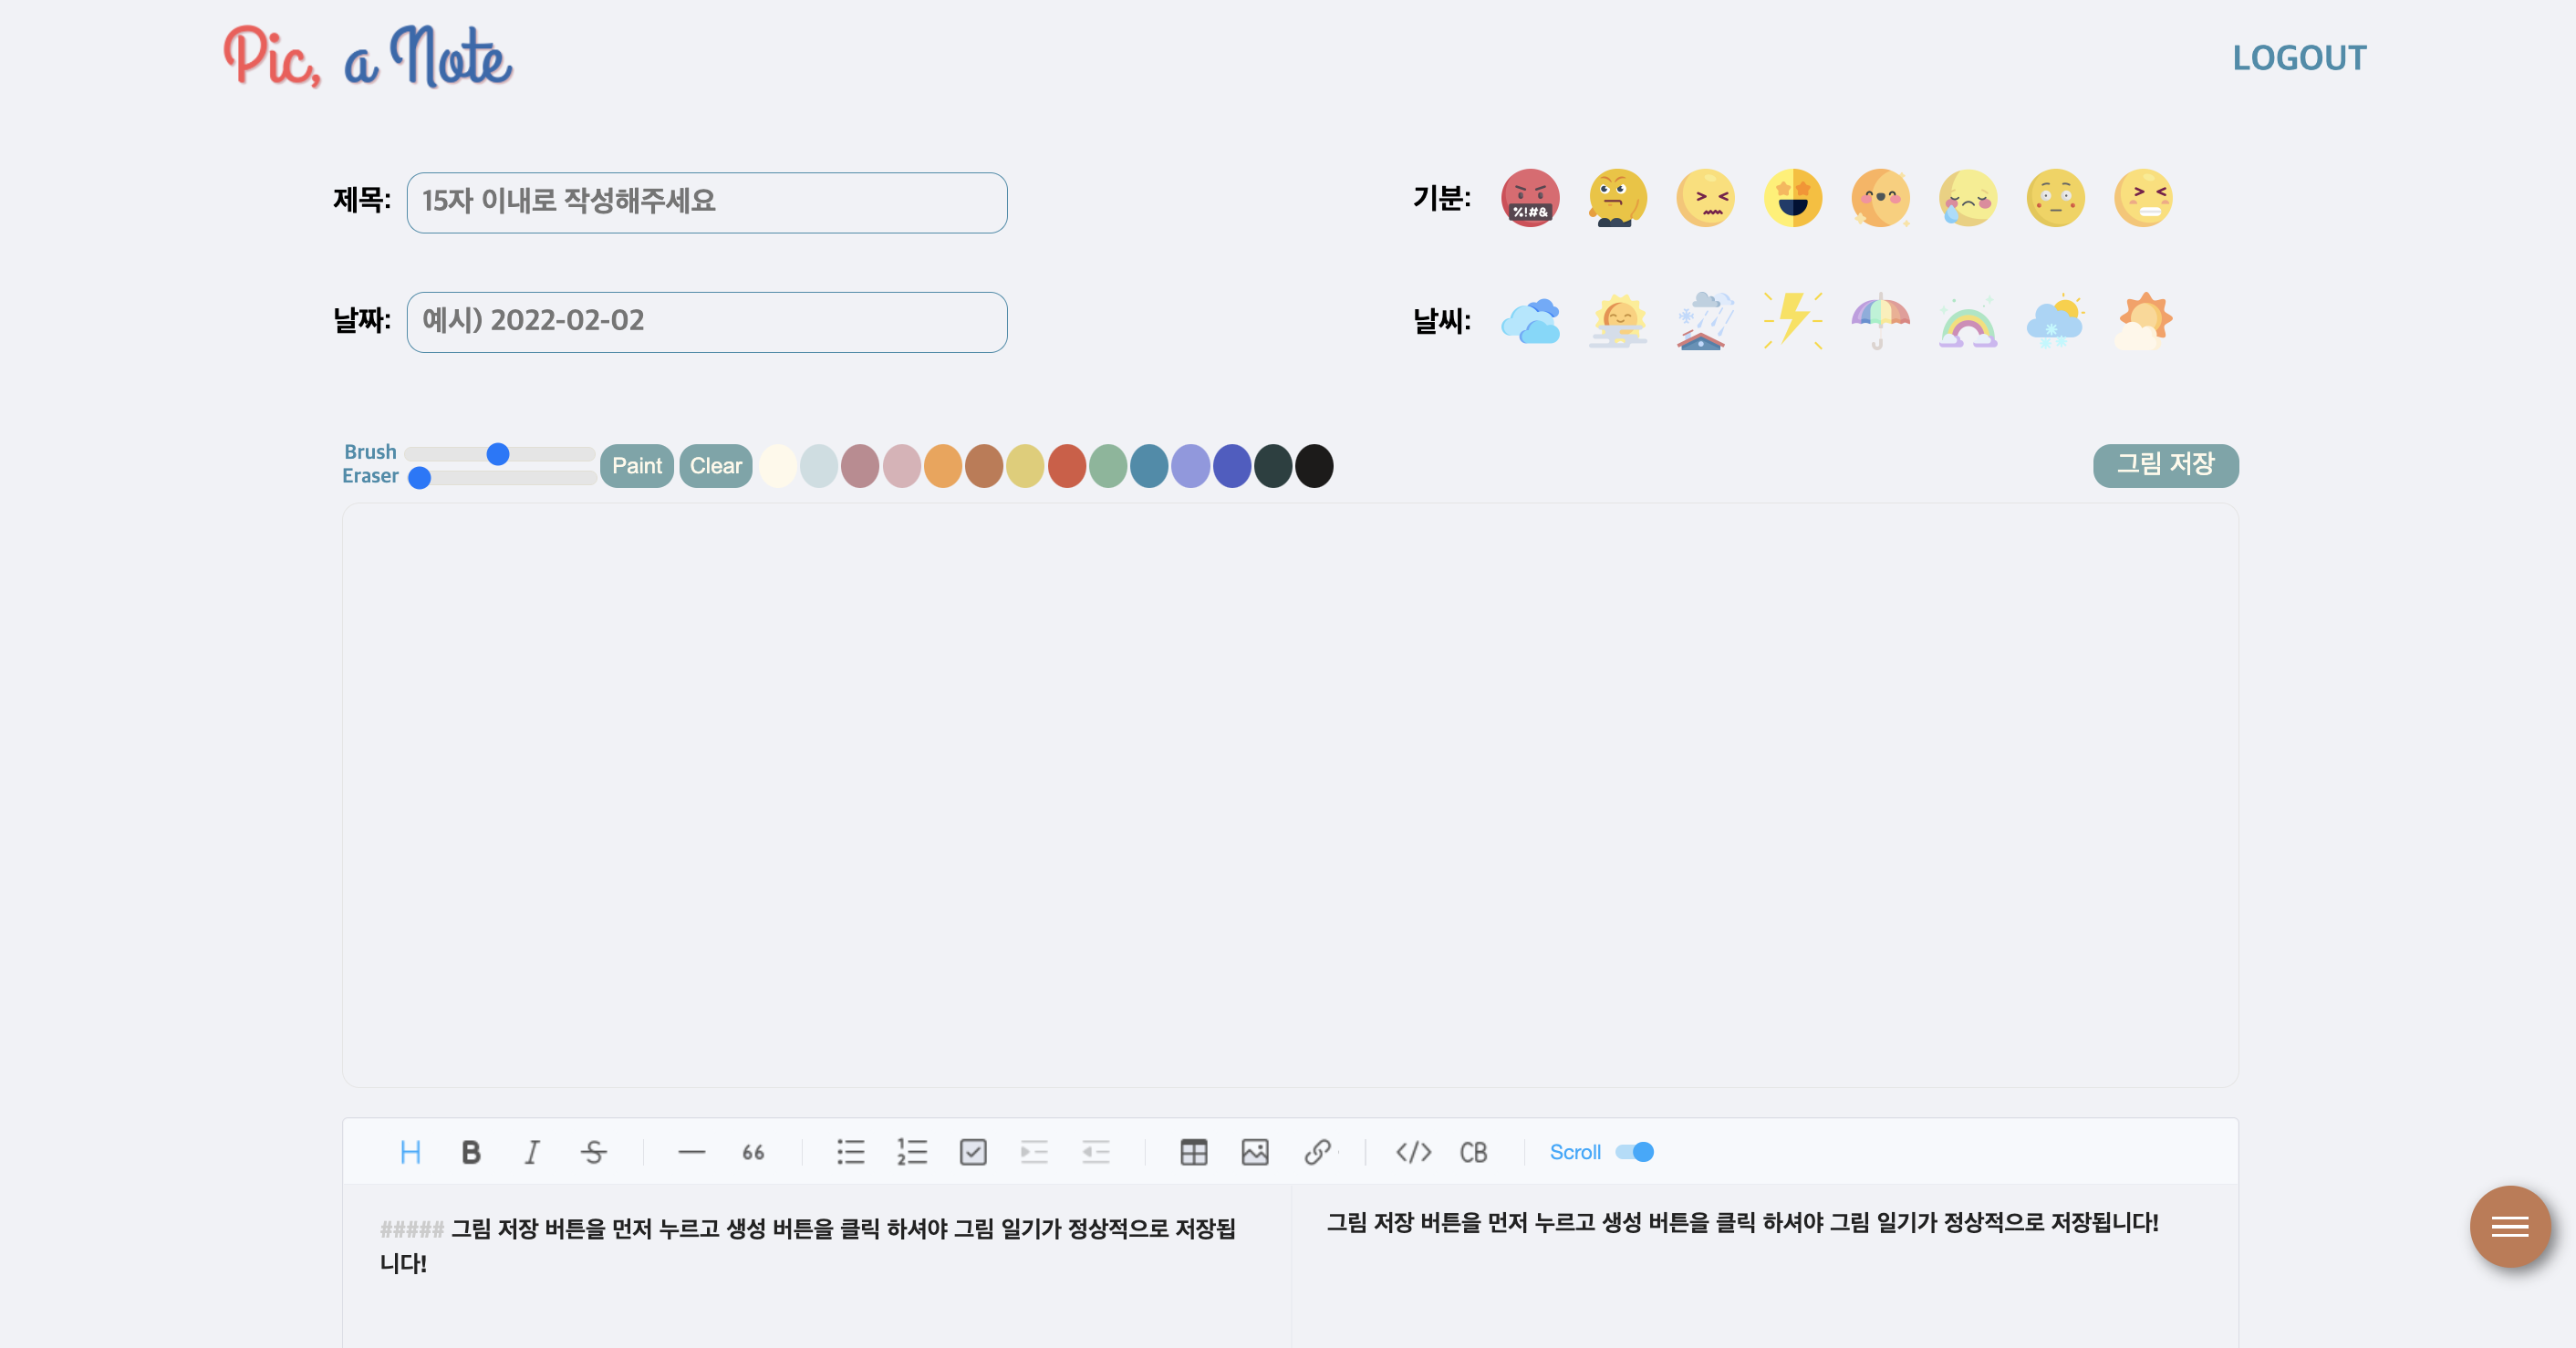 Pic, a Note
LOGOUT
제목: 15자 이내로 작성해주세요
기분:
%!#&
날짜: 예시) 2022-02-02
날씨:
Brush
Eraser
Paint Clear
그림 저장
H B I S 66 CB Scroll
##### 그림 저장 버튼을 먼저 누르고 생성 버튼을 클릭 하셔야 그림 일기가 정상적으로 저장됩
니다!
그림 저장 버튼을 먼저 누르고 생성 버튼을 클릭 하셔야 그림 일기가 정상적으로 저장됩니다!